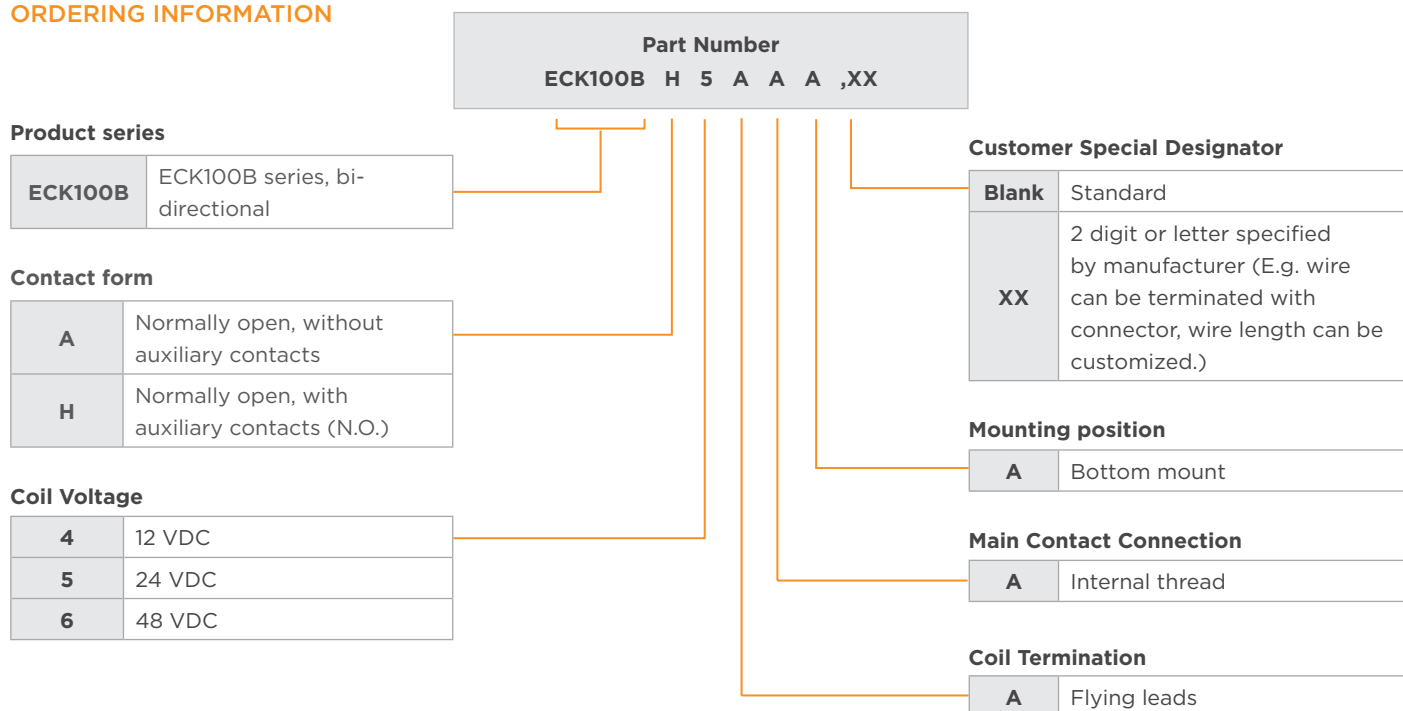 ORDERING INFORMATION
Part Number
ECK100B H 5 A A A ,XX
Product series
ECK100B
ECK100B series, bi-
directional
Contact form
A
Normally open, without
auxiliary contacts
H
Normally open, with
auxiliary contacts (N.O.)
Coil Voltage
4 12 VDC
5 24 VDC
6 48 VDC
Customer Special Designator
Blank Standard
XX
2 digit or letter specified
by manufacturer (E.g. wire
can be terminated with
connector, wire length can be
customized.)
Mounting position
A Bottom mount
Main Contact Connection
A Internal thread
Coil Termination
A Flying leads